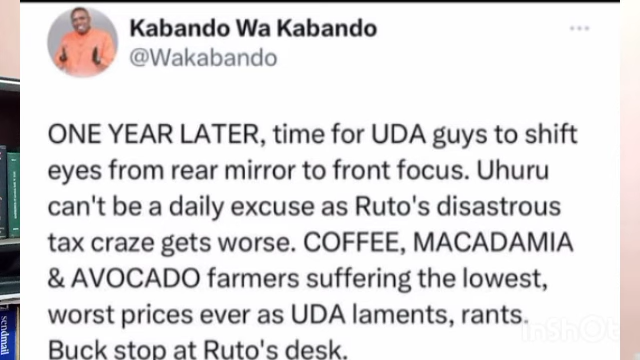 Kabando Wa Kabando
@Wakabando
ONE YEAR LATER, time for UDA guys to shift
eyes from rear mirror to front focus. Uhuru
can't be a daily excuse as Ruto's disastrous
tax craze gets worse. COFFEE, MACADAMIA
& AVOCADO farmers suffering the lowest,
worst prices ever as UDA laments, rants.
Buck stop at Ruto's desk.
InShOt
sendmail